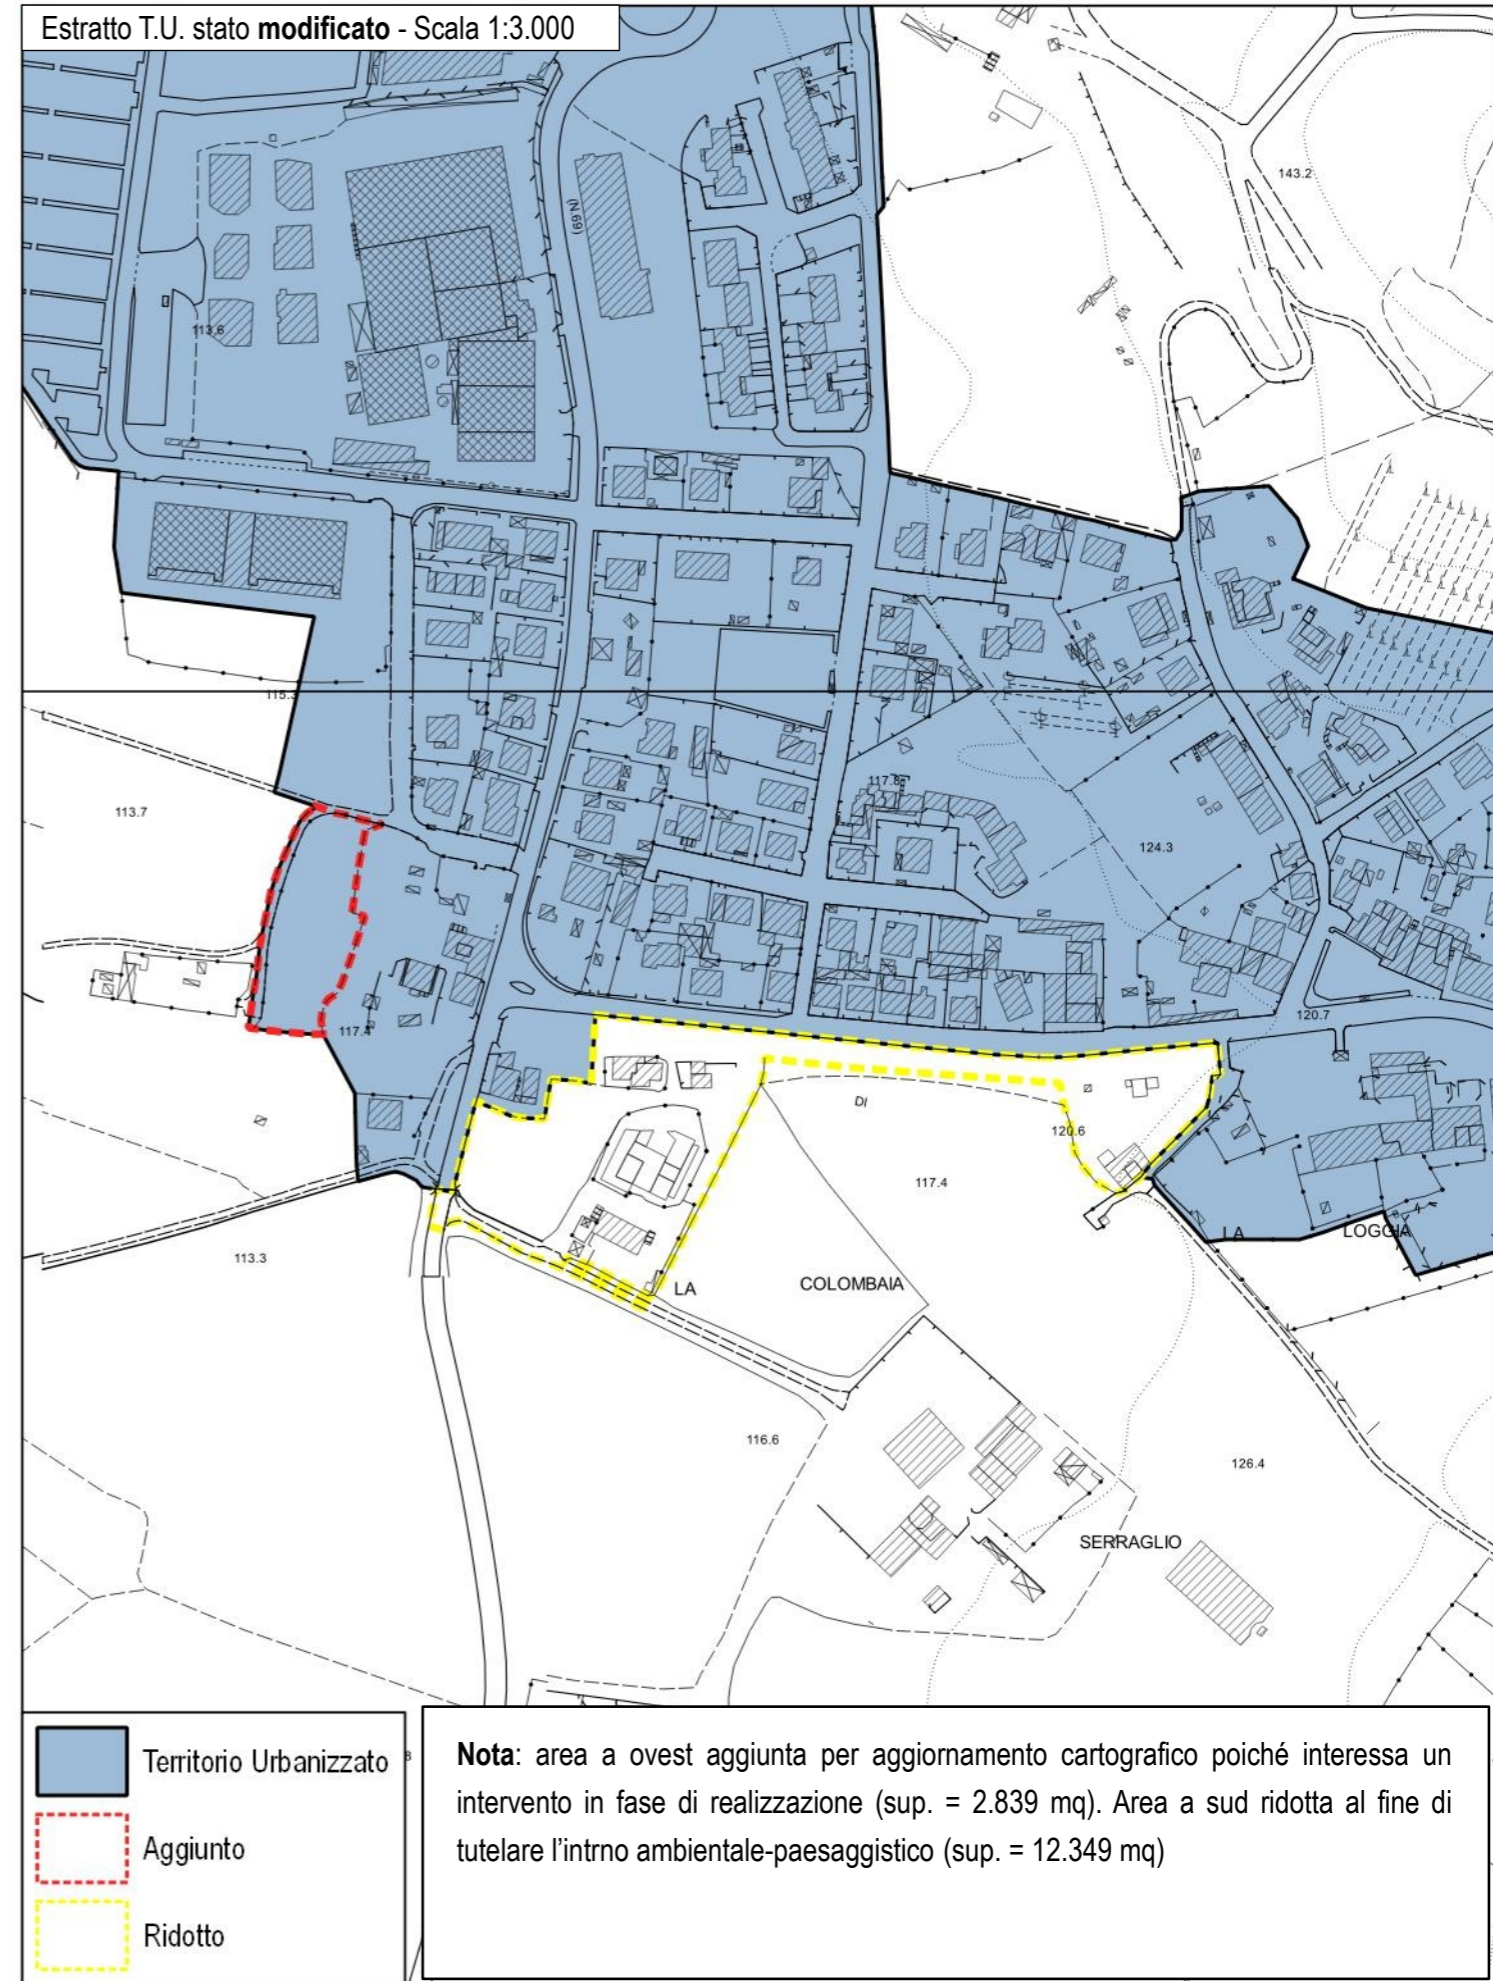 Estratto T.U. stato modificato - Scala 1:3.000
143.2
(N.69)
113.6
115.3
113.7
117.8
124.3
117.4
120.7
DI
120.6
117.4
113.3
LA
COLOMBAIA
LA
LOGGIA
116.6
126.4
SERRAGLIO
Territorio Urbanizzato
8
Aggiunto
Ridotto
Nota: area a ovest aggiunta per aggiornamento cartografico poiché interessa un
intervento in fase di realizzazione (sup. = 2.839 mq). Area a sud ridotta al fine di
tutelare l'intrno ambientale-paesaggistico (sup. = 12.349 mq)